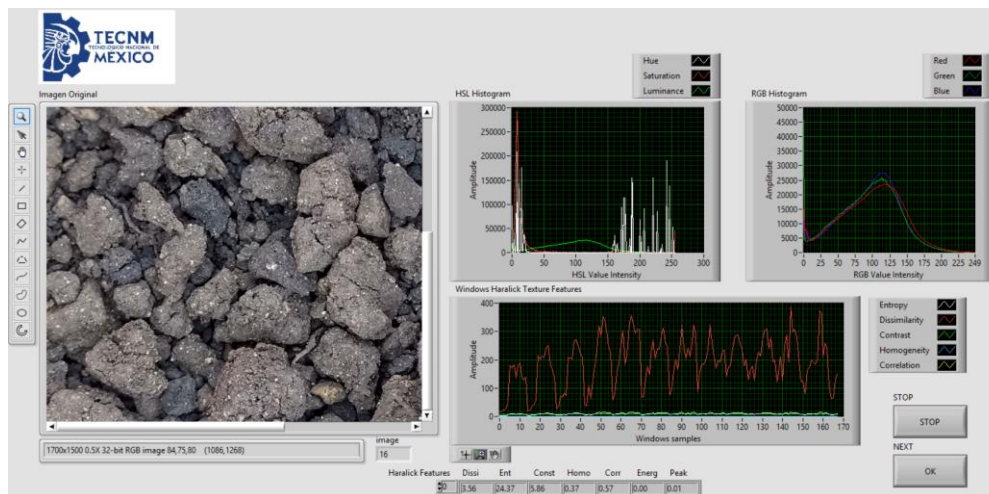 TECNM
TECNOLÓGICO NACIONAL DE
MÉXICO
Imagen Original
1700x1500 0.5X 32-bit RGB image 84,75,80 (1086,1268)
image
16
HSL Histogram
Hue
Saturation
Luminance
Amplitude
300000
250000
200000
150000
100000
50000
0
0 50 100 150 200 250 300
HSL Value Intensity
RGB Histogram
Red
Green
Blue
Amplitude
50000
45000
40000
35000
30000
25000
20000
15000
10000
5000
0
0 25 50 75 100 125 150 175 200 225 249
RGB Value Intensity
Windows Haralick Texture Features
Entropy
Dissimilarity
Contrast
Homogeneity
Correlation
Amplitude
400
300
200
100
0
0 10 20 30 40 50 60 70 80 90 100 110 120 130 140 150 160 170
Windows samples
STOP
STOP
NEXT
OK
Haralick Features Dissi Ent Const Homo Corr Energ Peak
0 3.56 24.37 5.86 0.37 0.57 0.00 0.01